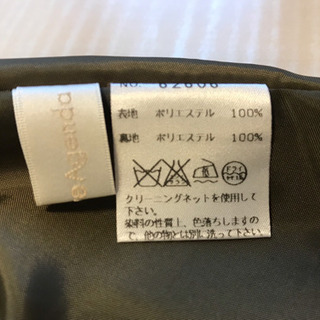 NO. 62606
表地 ポリエステル 100%
裏地 ポリエステル 100%
クリーニングネットを使用して
下さい。
染料の性質上、色落ちしますの
で、他の物とは別に洗って下さい。
eAgenda